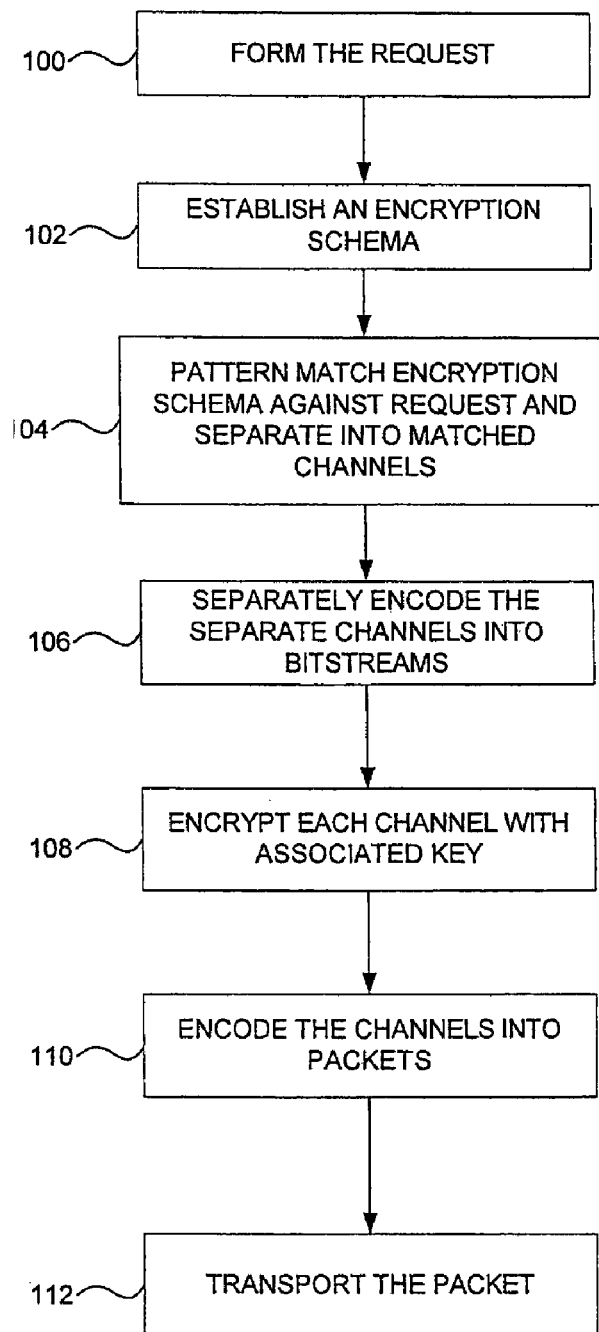 100
FORM THE REQUEST
102
ESTABLISH AN ENCRYPTION
SCHEMA
104
PATTERN MATCH ENCRYPTION
SCHEMA AGAINST REQUEST AND
SEPARATE INTO MATCHED
CHANNELS
106
SEPARATELY ENCODE THE
SEPARATE CHANNELS INTO
BITSTREAMS
108
ENCRYPT EACH CHANNEL WITH
ASSOCIATED KEY
110
ENCODE THE CHANNELS INTO
PACKETS
112
TRANSPORT THE PACKET